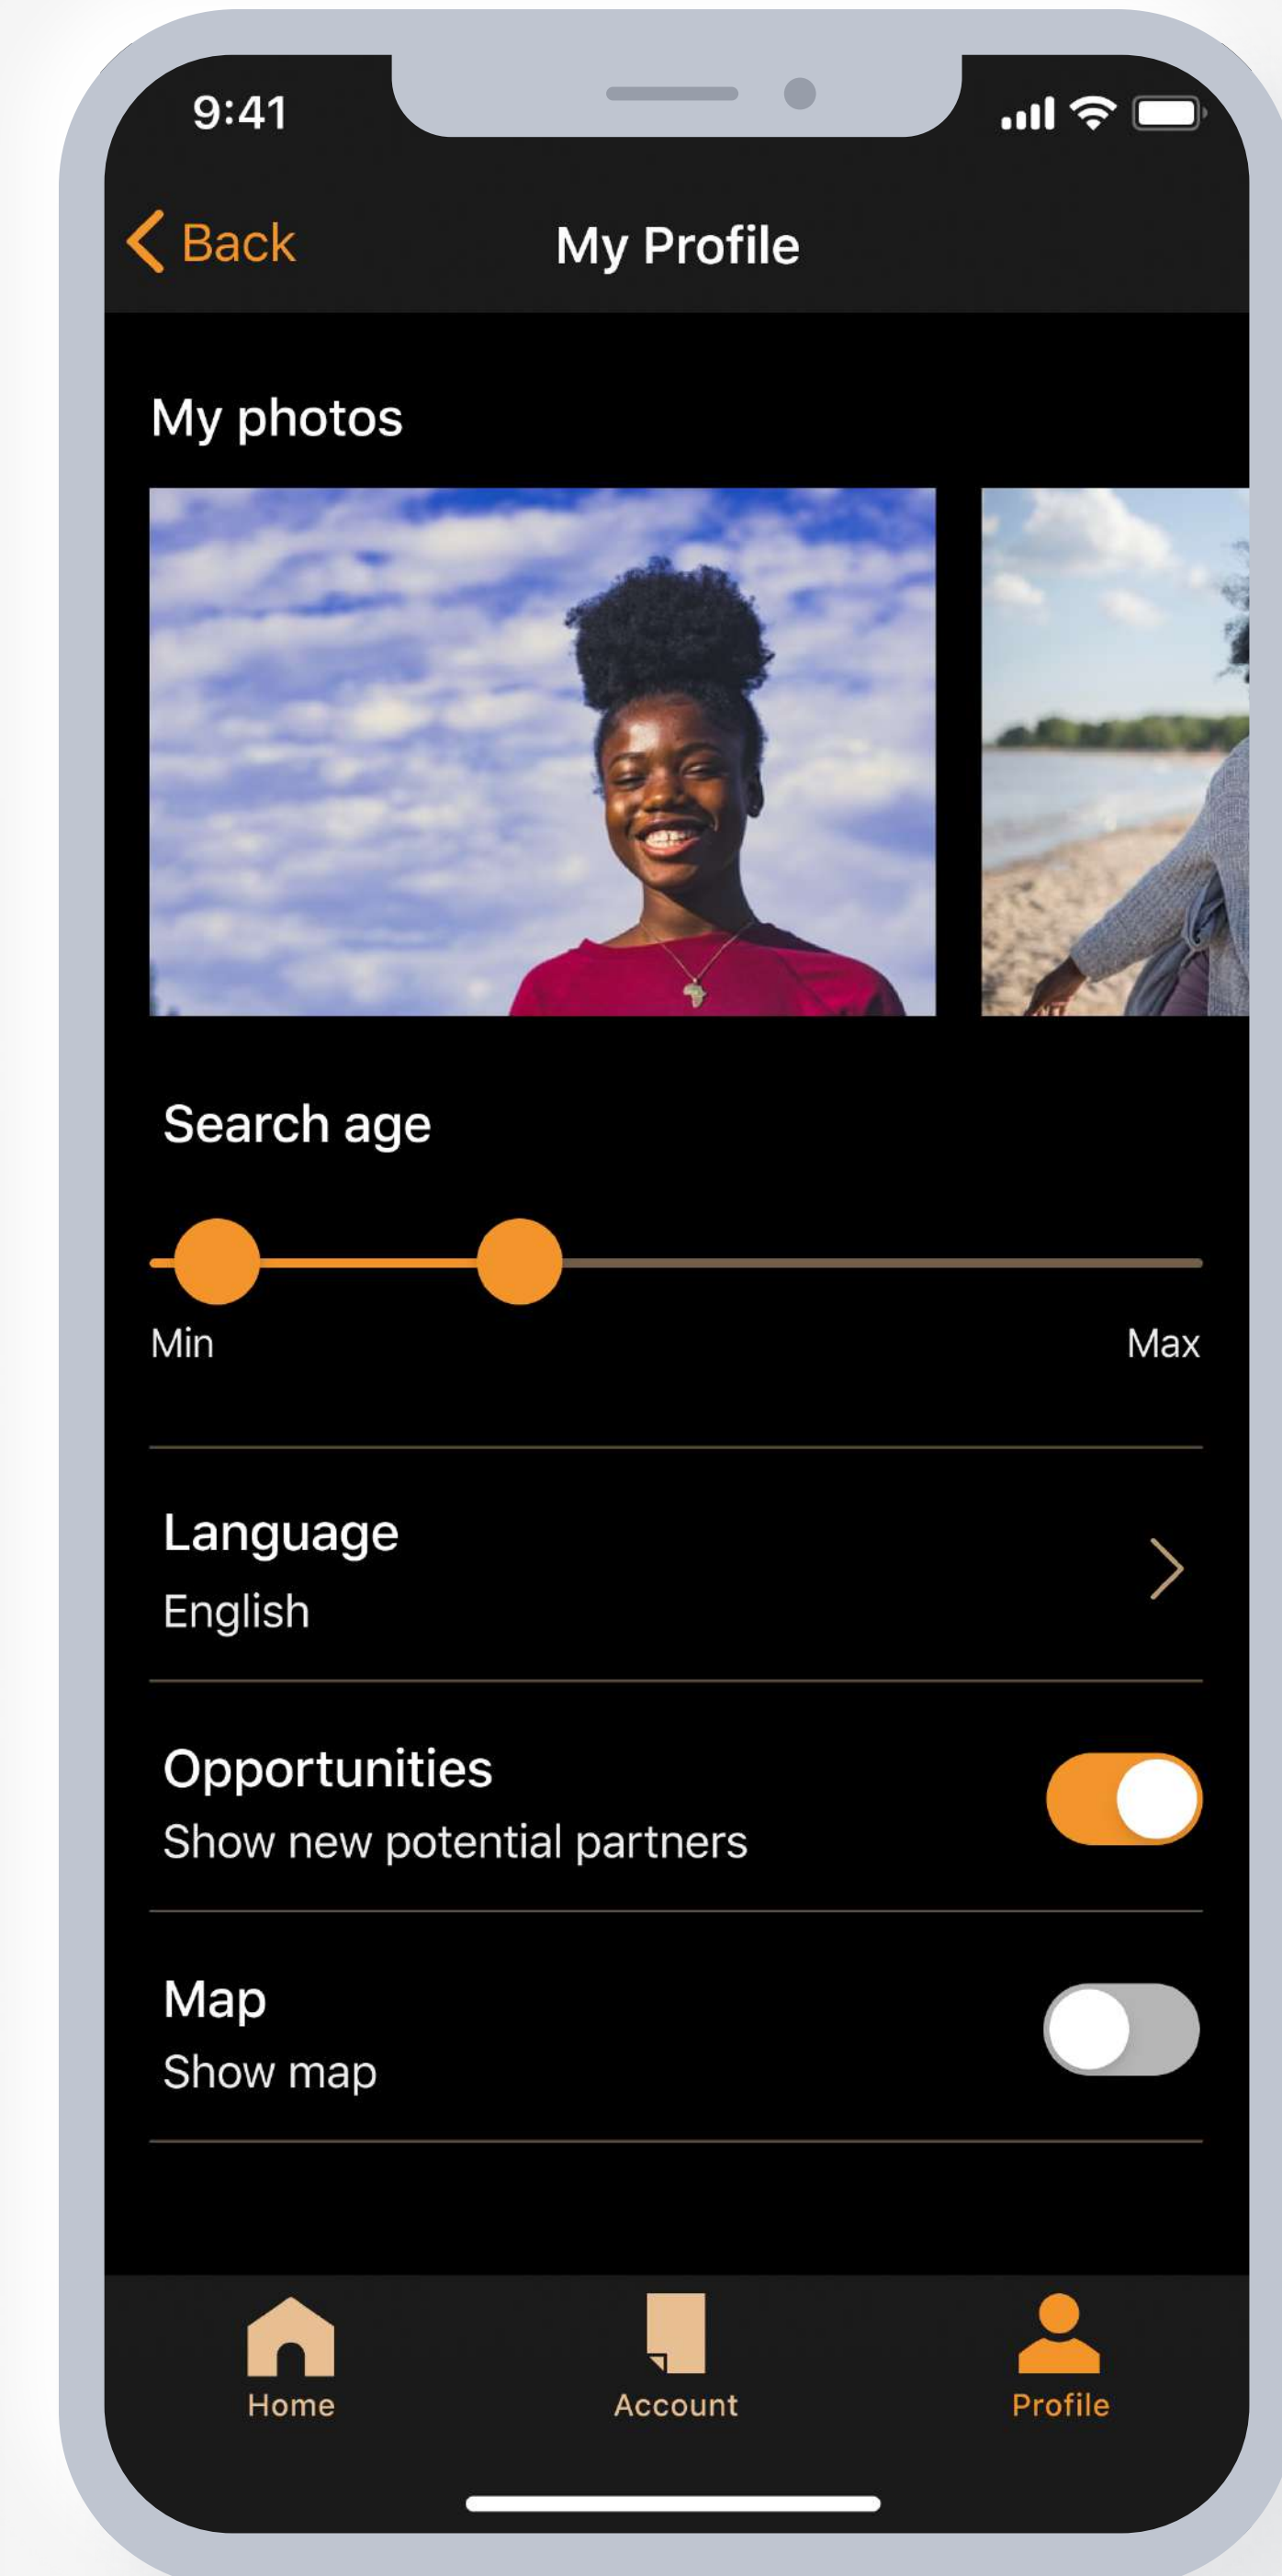 9:41
Back
My Profile
My photos
Search age
Min
Max
Language
English
Opportunities
Show new potential partners
Map
Show map
Home
Account
Profile